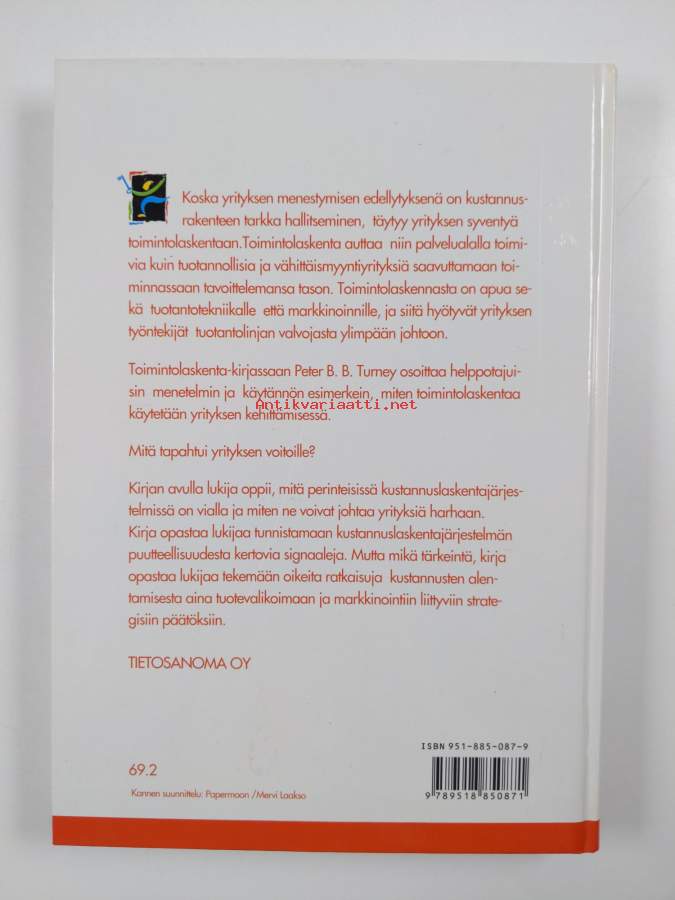 Koska yrityksen menestymisen edellytyksenä on kustannus-
rakenteen tarkka hallitseminen, täytyy yrityksen syventyä
toimintolaskentaan.Toimintolaskenta auttaa niin palvelualalla toimi-
via kuin tuotannollisia ja vähittäismyyntiyrityksiä saavuttamaan toi-
minnassaan tavoittelemansa tason. Toimintolaskennasta on apua se-
kä tuotantotekniikalle että markkinoinnille, ja siitä hyötyvät yrityksen
työntekijät tuotantolinjan valvojasta ylimpään johtoon.
Toimintolaskenta-kirjassaan Peter B. B. Turney osoittaa helppotajui-
sin menetelmin ja käytännön esimerkein, miten toimintolaskentaa
Antikvariaatti.net
käytetään yrityksen kehittämisessä.
Mitä tapahtui yrityksen voitoille?
Kirjan avulla lukija oppii, mitä perinteisissä kustannuslaskentajärjes-
telmissä on vialla ja miten ne voivat johtaa yrityksiä harhaan.
Kirja opastaa lukijaa tunnistamaan kustannuslaskentajärjestelmän
puutteellisuudesta kertovia signaaleja. Mutta mikä tärkeintä, kirja
opastaa lukijaa tekemään oikeita ratkaisuja kustannusten alen-
tamisesta aina tuotevalikoimaan ja markkinointiin liittyviin strate-
gisiin päätöksiin.
TIETOSANOMA OY
ISBN 951-885-087-9
69.2
Kannen suunnittelu: Papermoon /Mervi Laakso
9 789518 850871